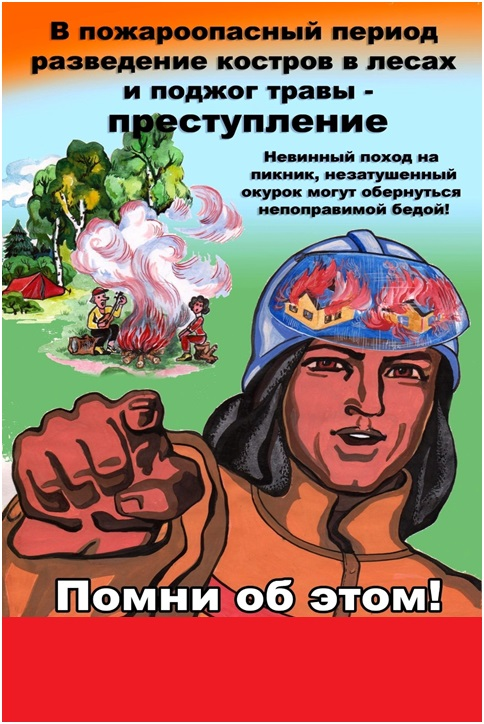 В пожароопасный период
разведение костров в лесах
и поджог травы -
преступление
Невинный поход на
пикник, незатушенный
окурок могут обернуться
непоправимой бедой!
Помни об этом!